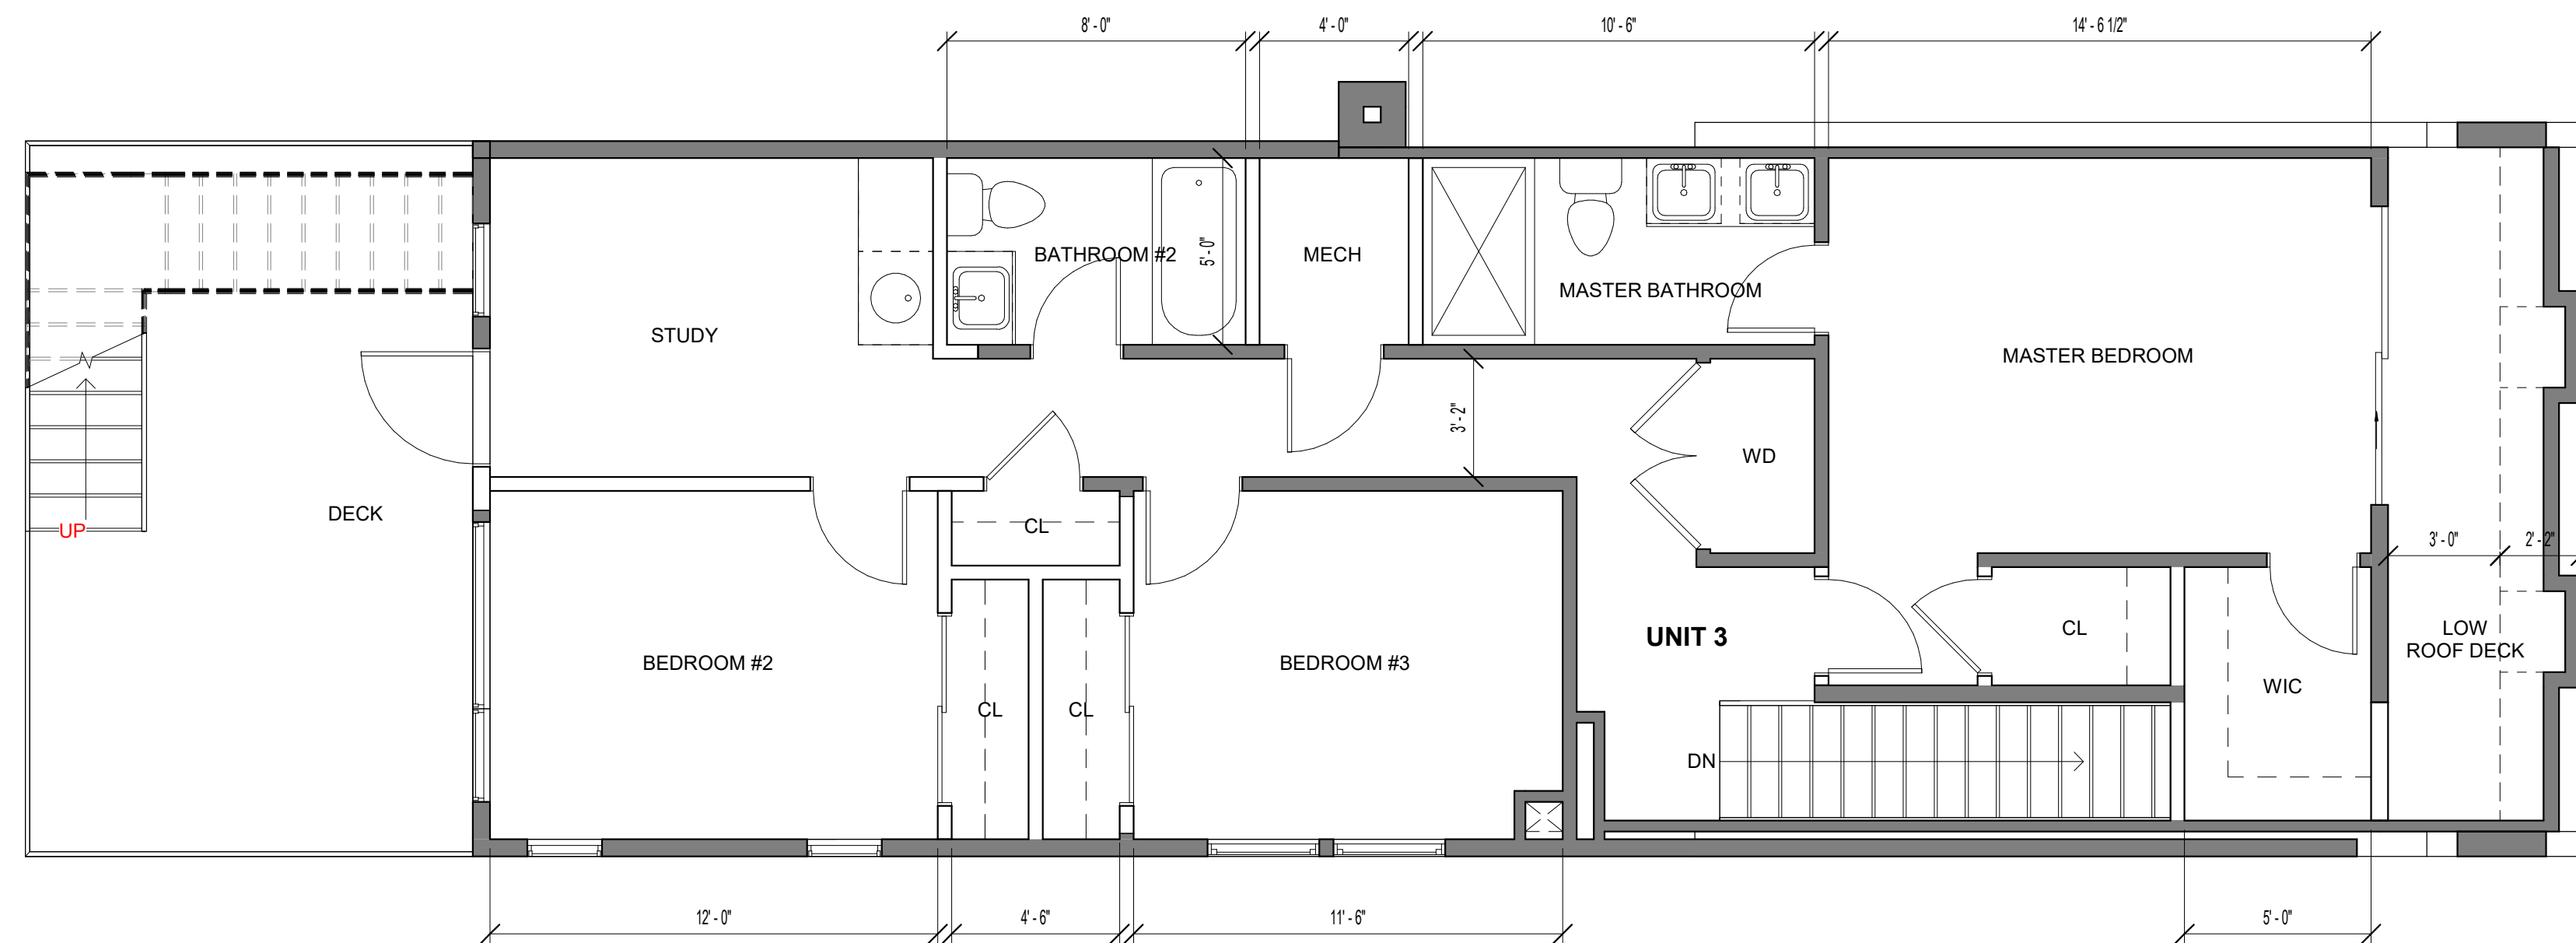 8' - 0"
4' - 0"
10' - 6"
14' - 6 1/2"
BATHROOM #2
5' - 0"
MECH
MASTER BATHROOM
STUDY
MASTER BEDROOM
3' - 2"
WD
DECK
UP
CL
3' - 0"
2' - 2"
UNIT 3
CL
LOW
ROOF DECK
BEDROOM #2
BEDROOM #3
WIC
CL
CL
DN
12' - 0"
4' - 6"
11' - 6"
5' - 0"